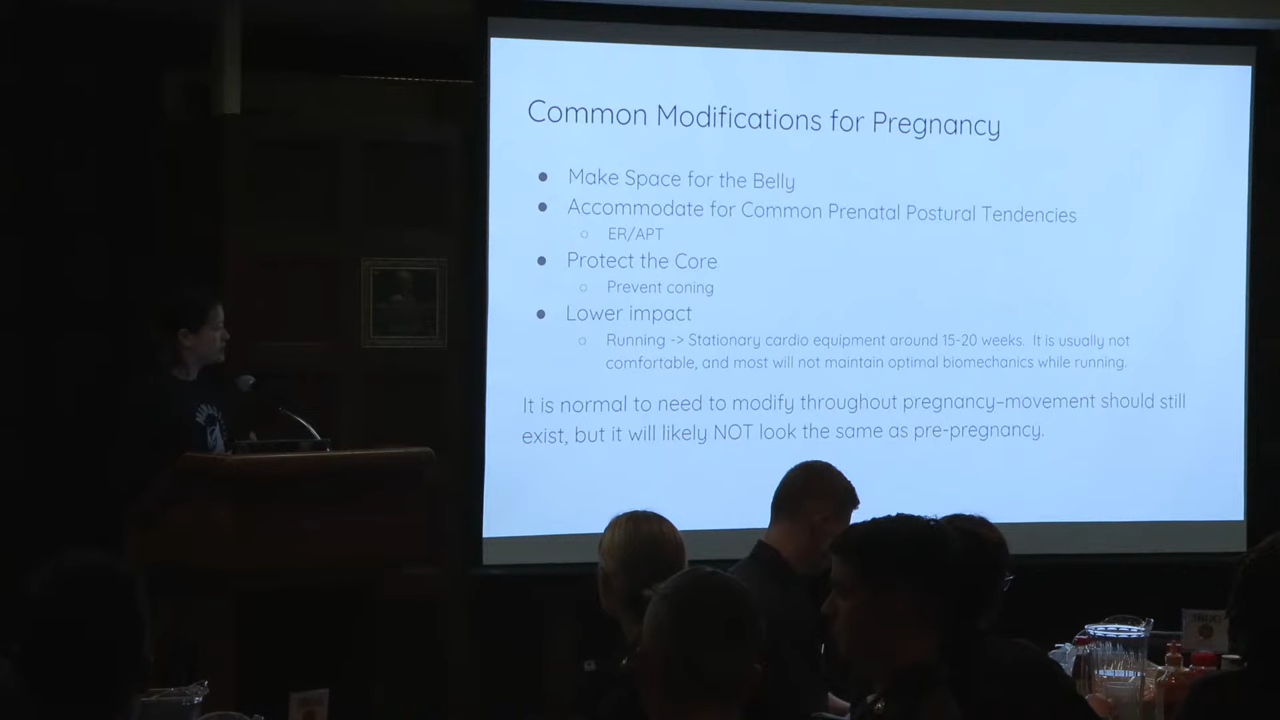 Common Modifications for Pregnancy
● Make Space for the Belly
● Accommodate for Common Prenatal Postural Tendencies
○ ER/APT
● Protect the Core
○ Prevent coning
● Lower impact
○ Running -> Stationary cardio equipment around 15-20 weeks. It is usually not
comfortable, and most will not maintain optimal biomechanics while running.
It is normal to need to modify throughout pregnancy–movement should still
exist, but it will likely NOT look the same as pre-pregnancy.